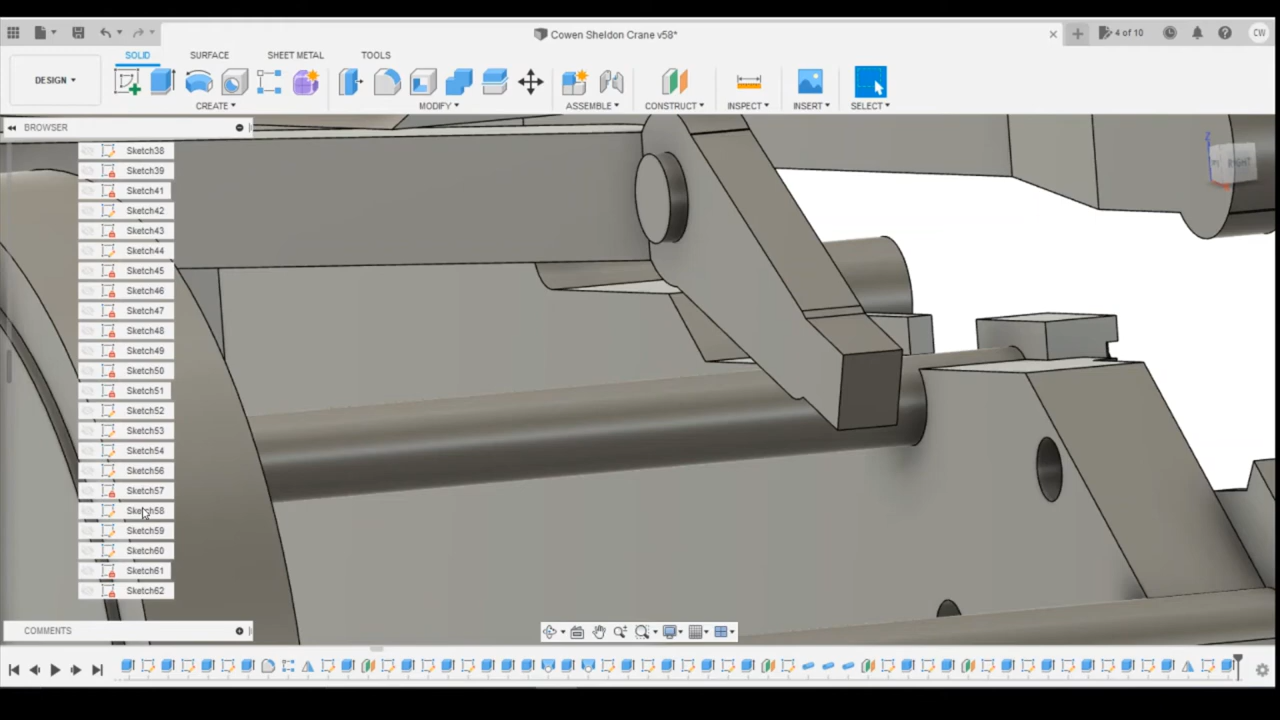 Cowen Sheldon Crane v58*
4 of 10
CW
SOLID
SURFACE
SHEET METAL
TOOLS
DESIGN
CREATE
MODIFY
ASSEMBLE
CONSTRUCT
INSPECT
INSERT
SELECT
BROWSER
Sketch38
Sketch39
Sketch41
Sketch42
Sketch43
Sketch44
Sketch45
Sketch46
Sketch47
Sketch48
Sketch49
Sketch50
Sketch51
Sketch52
Sketch53
Sketch54
Sketch56
Sketch57
Sketch58
Sketch59
Sketch60
Sketch61
Sketch62
Z
RIGHT
COMMENTS